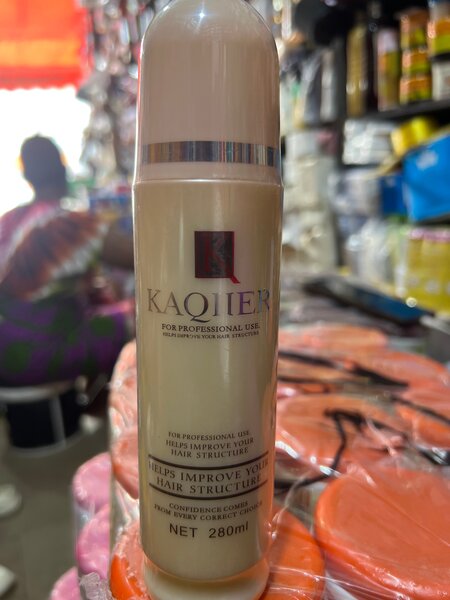 KAQIIER
FOR PROFESSIONAL USE.
HELPS IMPROVE YOUR HAIR STRUCTURE
FOR PROFESSIONAL USE
HELPS IMPROVE YOUR
HAIR STRUCTURE
HELPS IMPROVE YOUR
HAIR STRUCTURE
CONFIDENCE COMES
FROM EVERY CORRECT CHOICE
NET 280ml